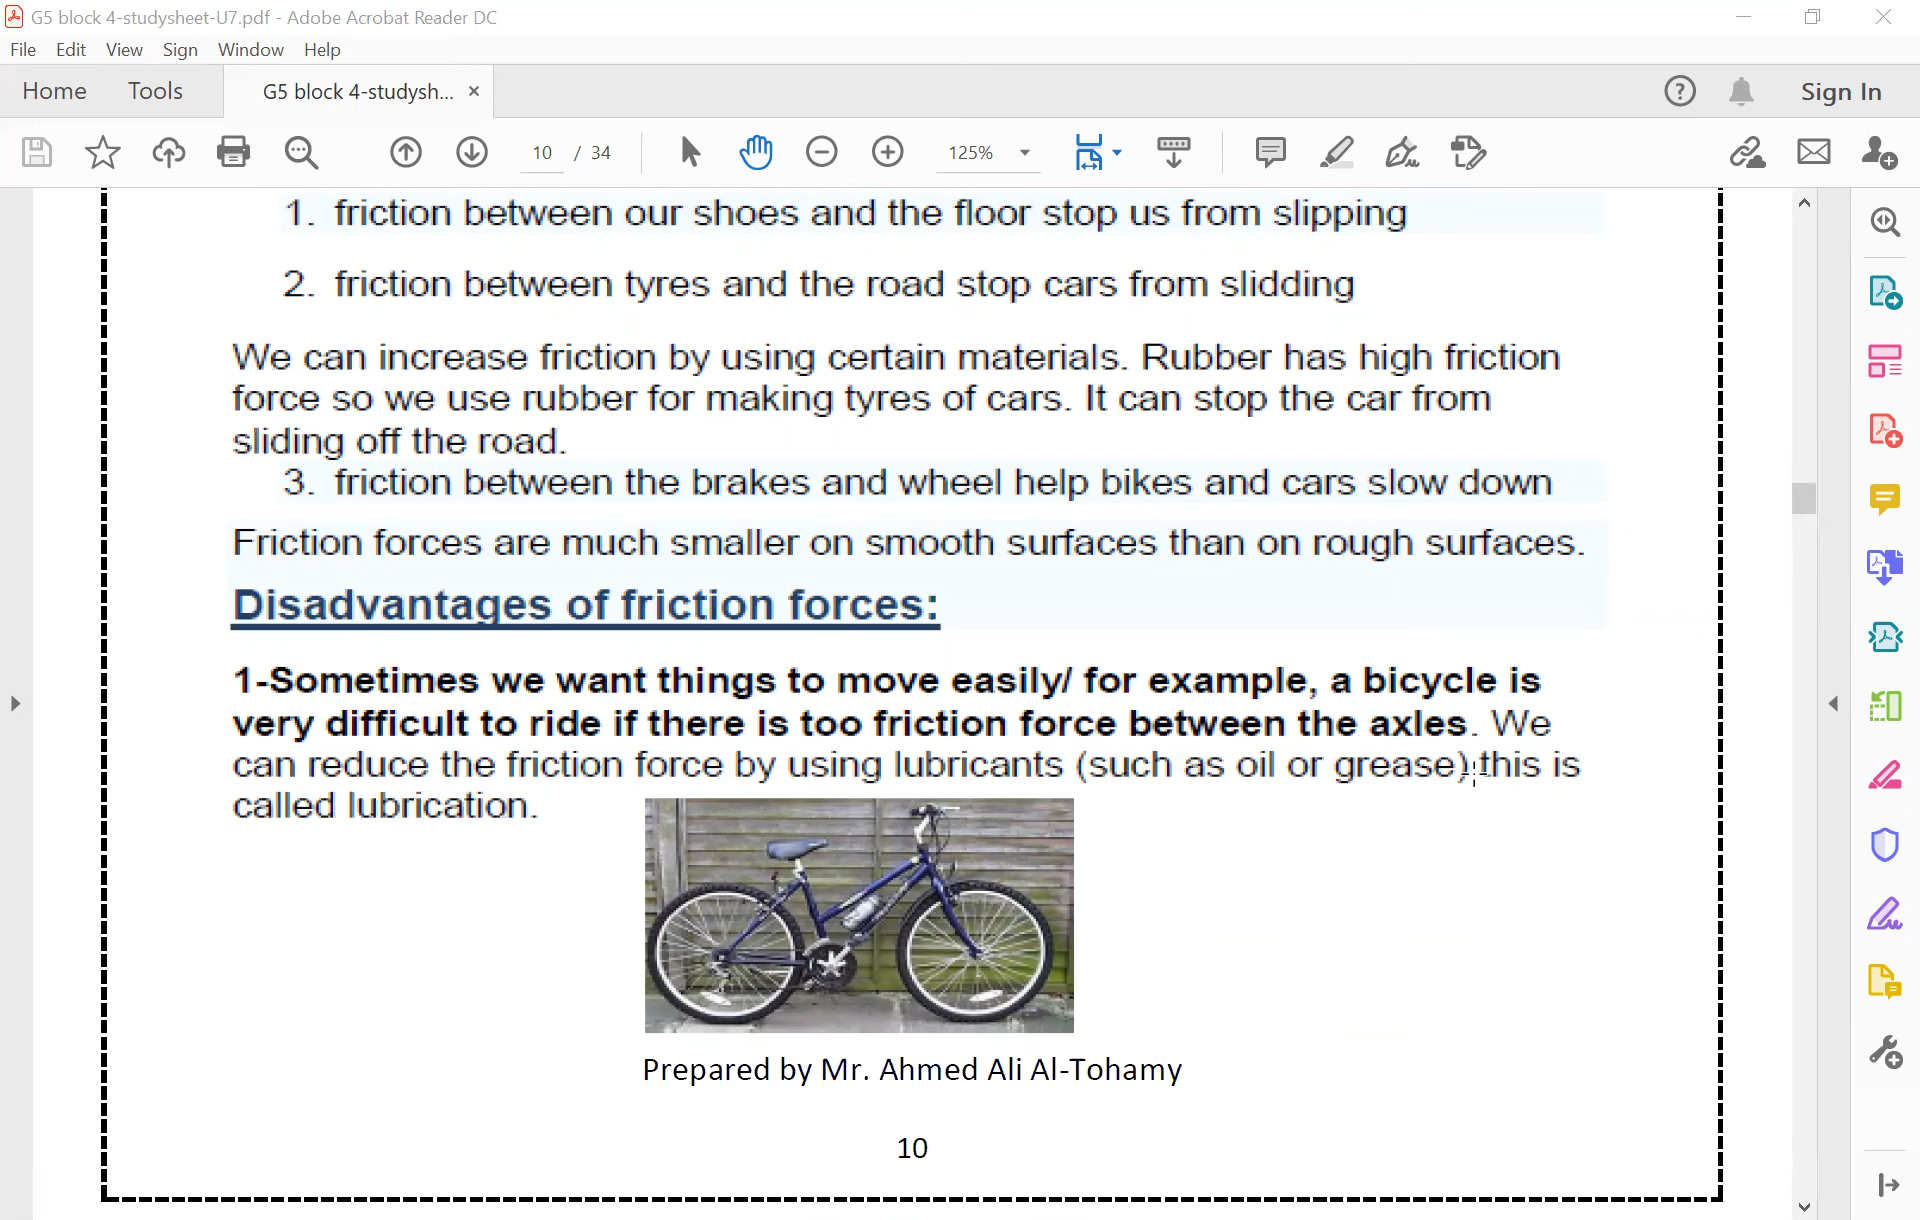 G5 block 4-studysheet-U7.pdf - Adobe Acrobat Reader DC
File Edit View Sign Window Help
Home Tools G5 block 4-studysh... × Sign In
10 / 34 125%
1. friction between our shoes and the floor stop us from slipping
2. friction between tyres and the road stop cars from slidding
We can increase friction by using certain materials. Rubber has high friction
force so we use rubber for making tyres of cars. It can stop the car from
sliding off the road.
3. friction between the brakes and wheel help bikes and cars slow down
Friction forces are much smaller on smooth surfaces than on rough surfaces.
Disadvantages of friction forces:
1-Sometimes we want things to move easily/ for example, a bicycle is
very difficult to ride if there is too friction force between the axles. We
can reduce the friction force by using lubricants (such as oil or grease) this is
called lubrication.
Prepared by Mr. Ahmed Ali Al-Tohamy
10